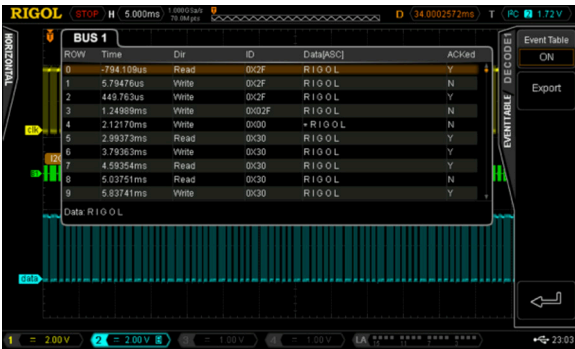 RIGOL STOP H 5.000ms 1.000GSa/s 70.0Mpts D 34.0002572ms T I²C 2 1.72 V
HORIZONTAL
BUS 1
ROW Time Dir ID Data[ASC] ACKed
0 -794.109us Read 0X2F R I G O L Y
1 5.79476us Write 0X2F R I G O L N
2 449.763us Write 0X2F R I G O L Y
3 1.24989ms Write 0X02F R I G O L N
4 2.12170ms Write 0X00 R I G O L N
5 2.99373ms Read 0X30 R I G O L Y
6 3.79363ms Write 0X30 R I G O L Y
7 4.59354ms Read 0X30 R I G O L Y
8 5.03751ms Read 0X30 R I G O L N
9 5.83741ms Write 0X30 R I G O L Y
Data: R I G O L
clk
I2C
data
DECODE1
EVENTTABLE
Event Table
ON
Export
1 = 2.00 V 2 = 2.00 V 3 = 1.00 V 4 = 1.00 V LA 23:03